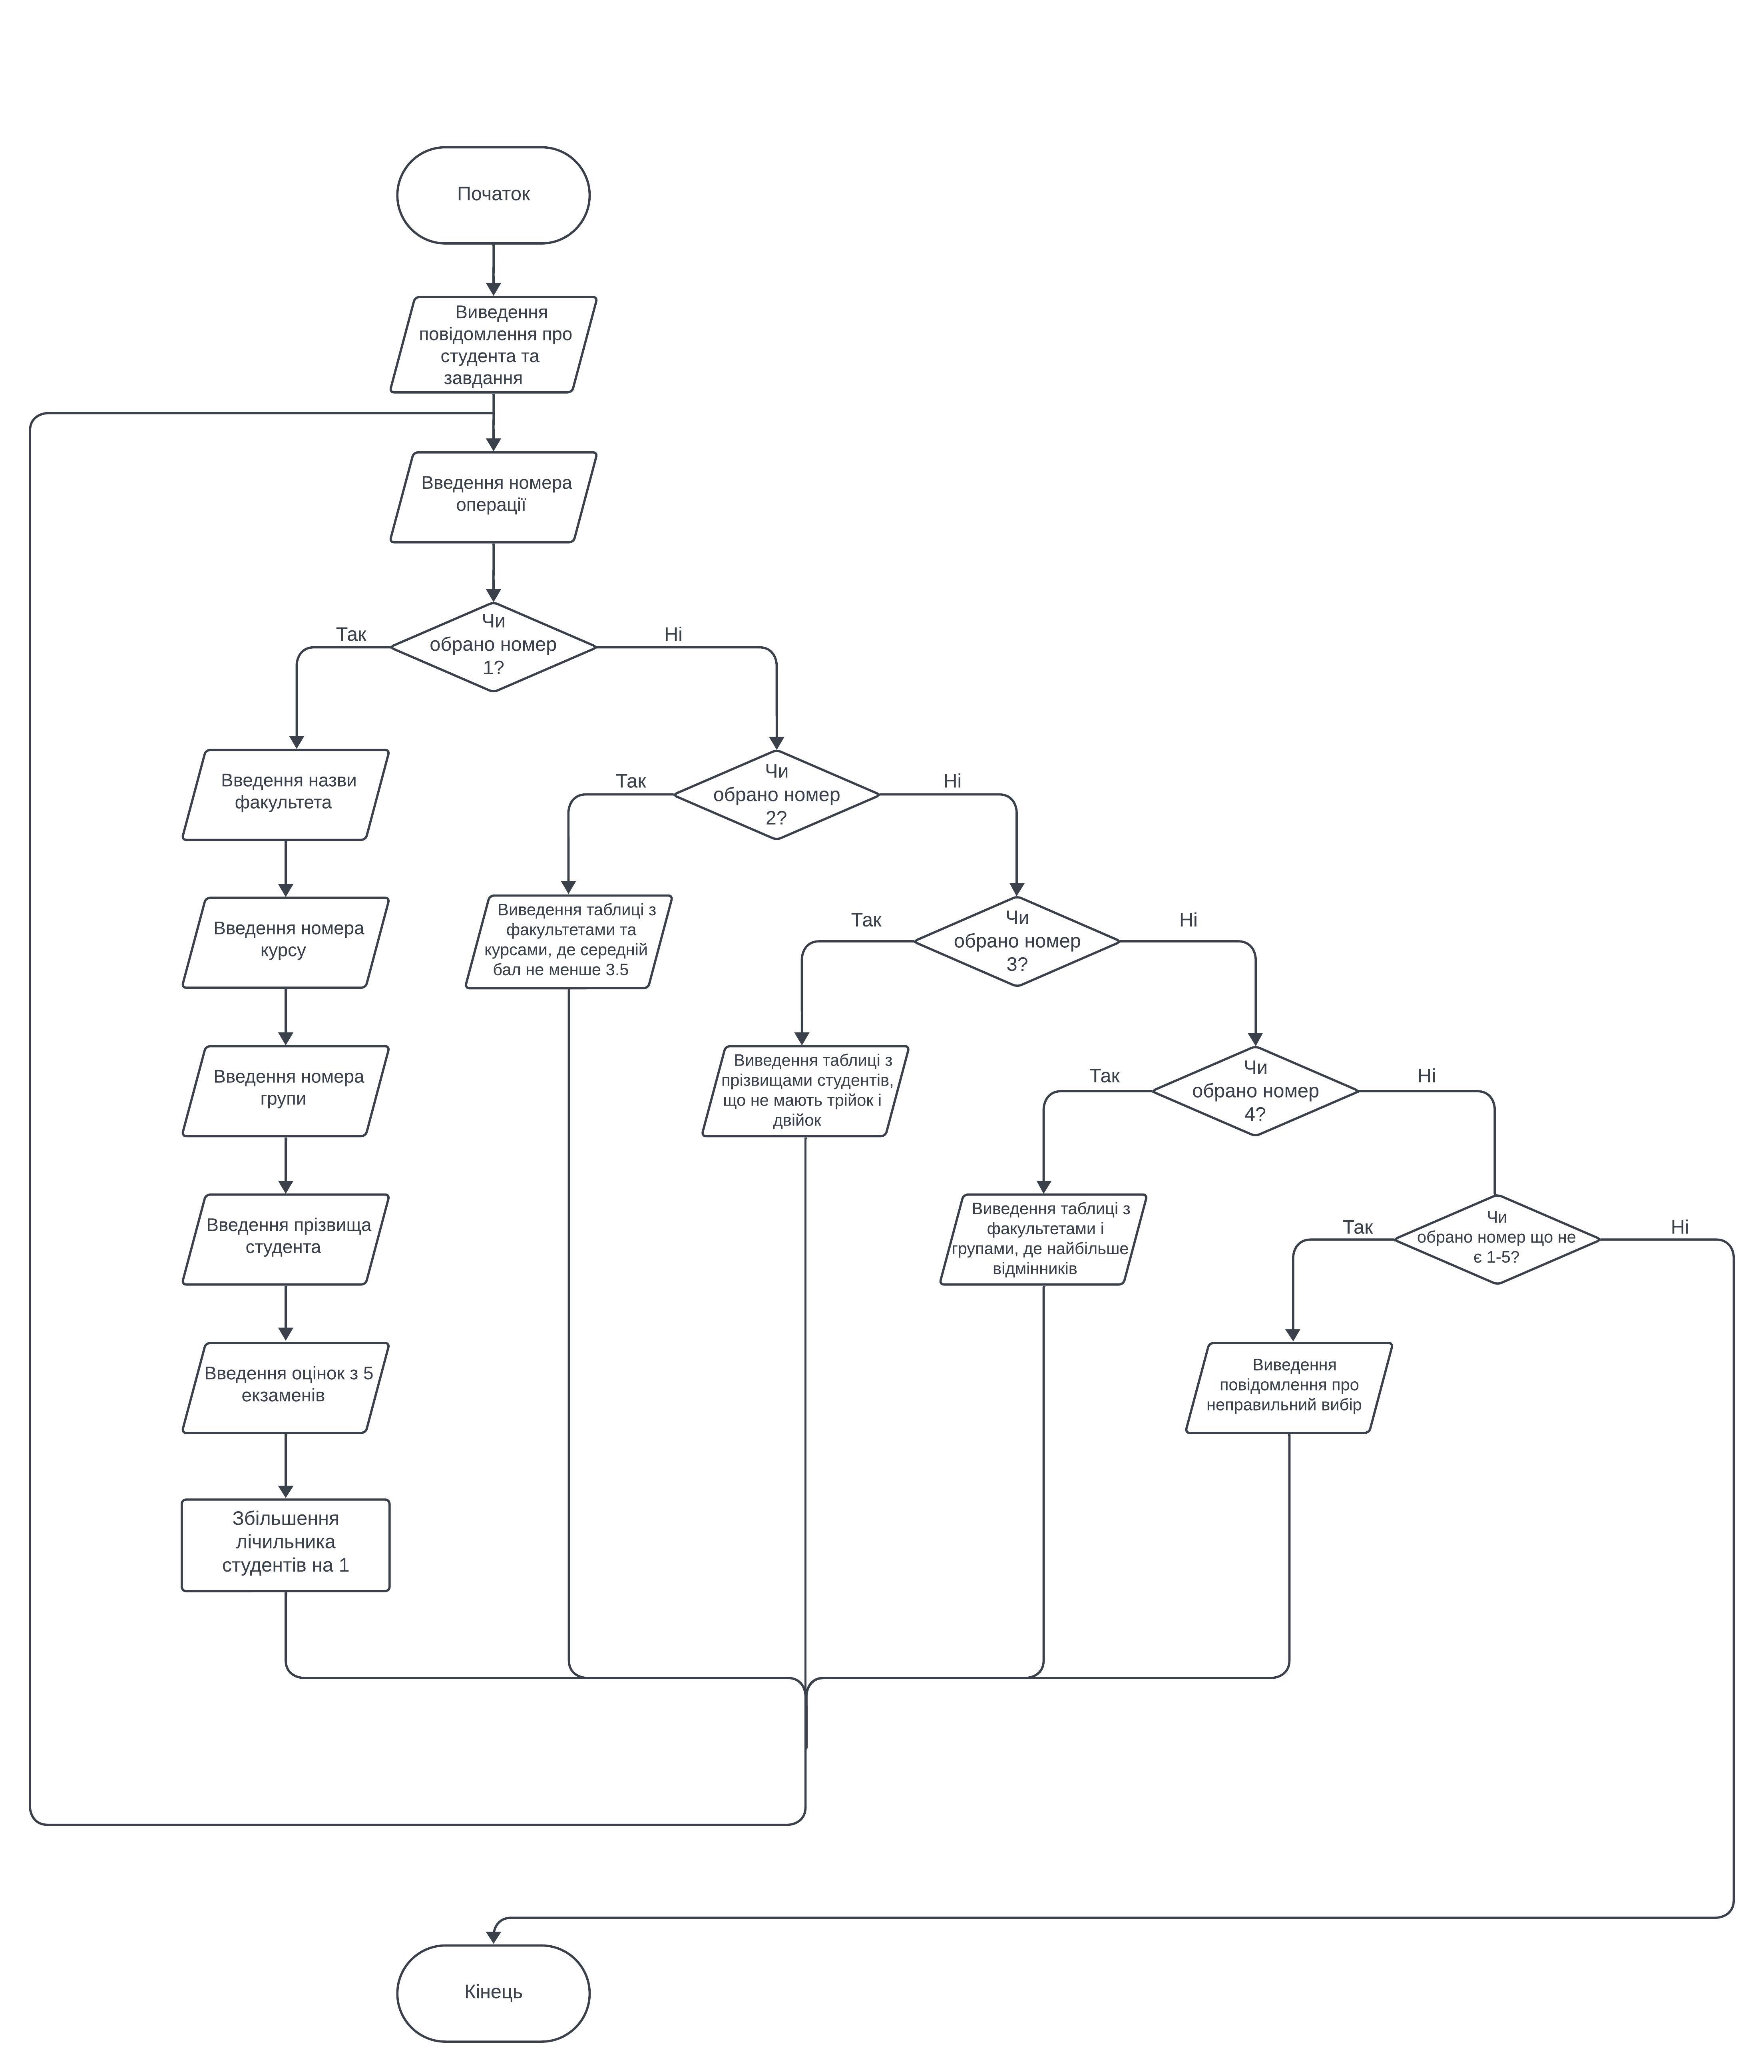 Початок
Виведення
повідомлення про
студента та
завдання
Введення номера
операції
Чи
обрано номер
1?
Так
Ні
Введення назви
факультета
Чи
обрано номер
2?
Так
Ні
Введення номера
курсу
Виведення таблиці з
факультетами та
курсами, де середній
бал не менше 3.5
Чи
обрано номер
3?
Так
Ні
Введення номера
групи
Виведення таблиці з
прізвищами студентів,
що не мають трійок і
двійок
Чи
обрано номер
4?
Так
Ні
Введення прізвища
студента
Виведення таблиці з
факультетами і
групами, де найбільше
відмінників
Чи
обрано номер що не
є 1-5?
Так
Ні
Введення оцінок з 5
екзаменів
Виведення
повідомлення про
неправильний вибір
Збільшення
лічильника
студентів на 1
Кінець